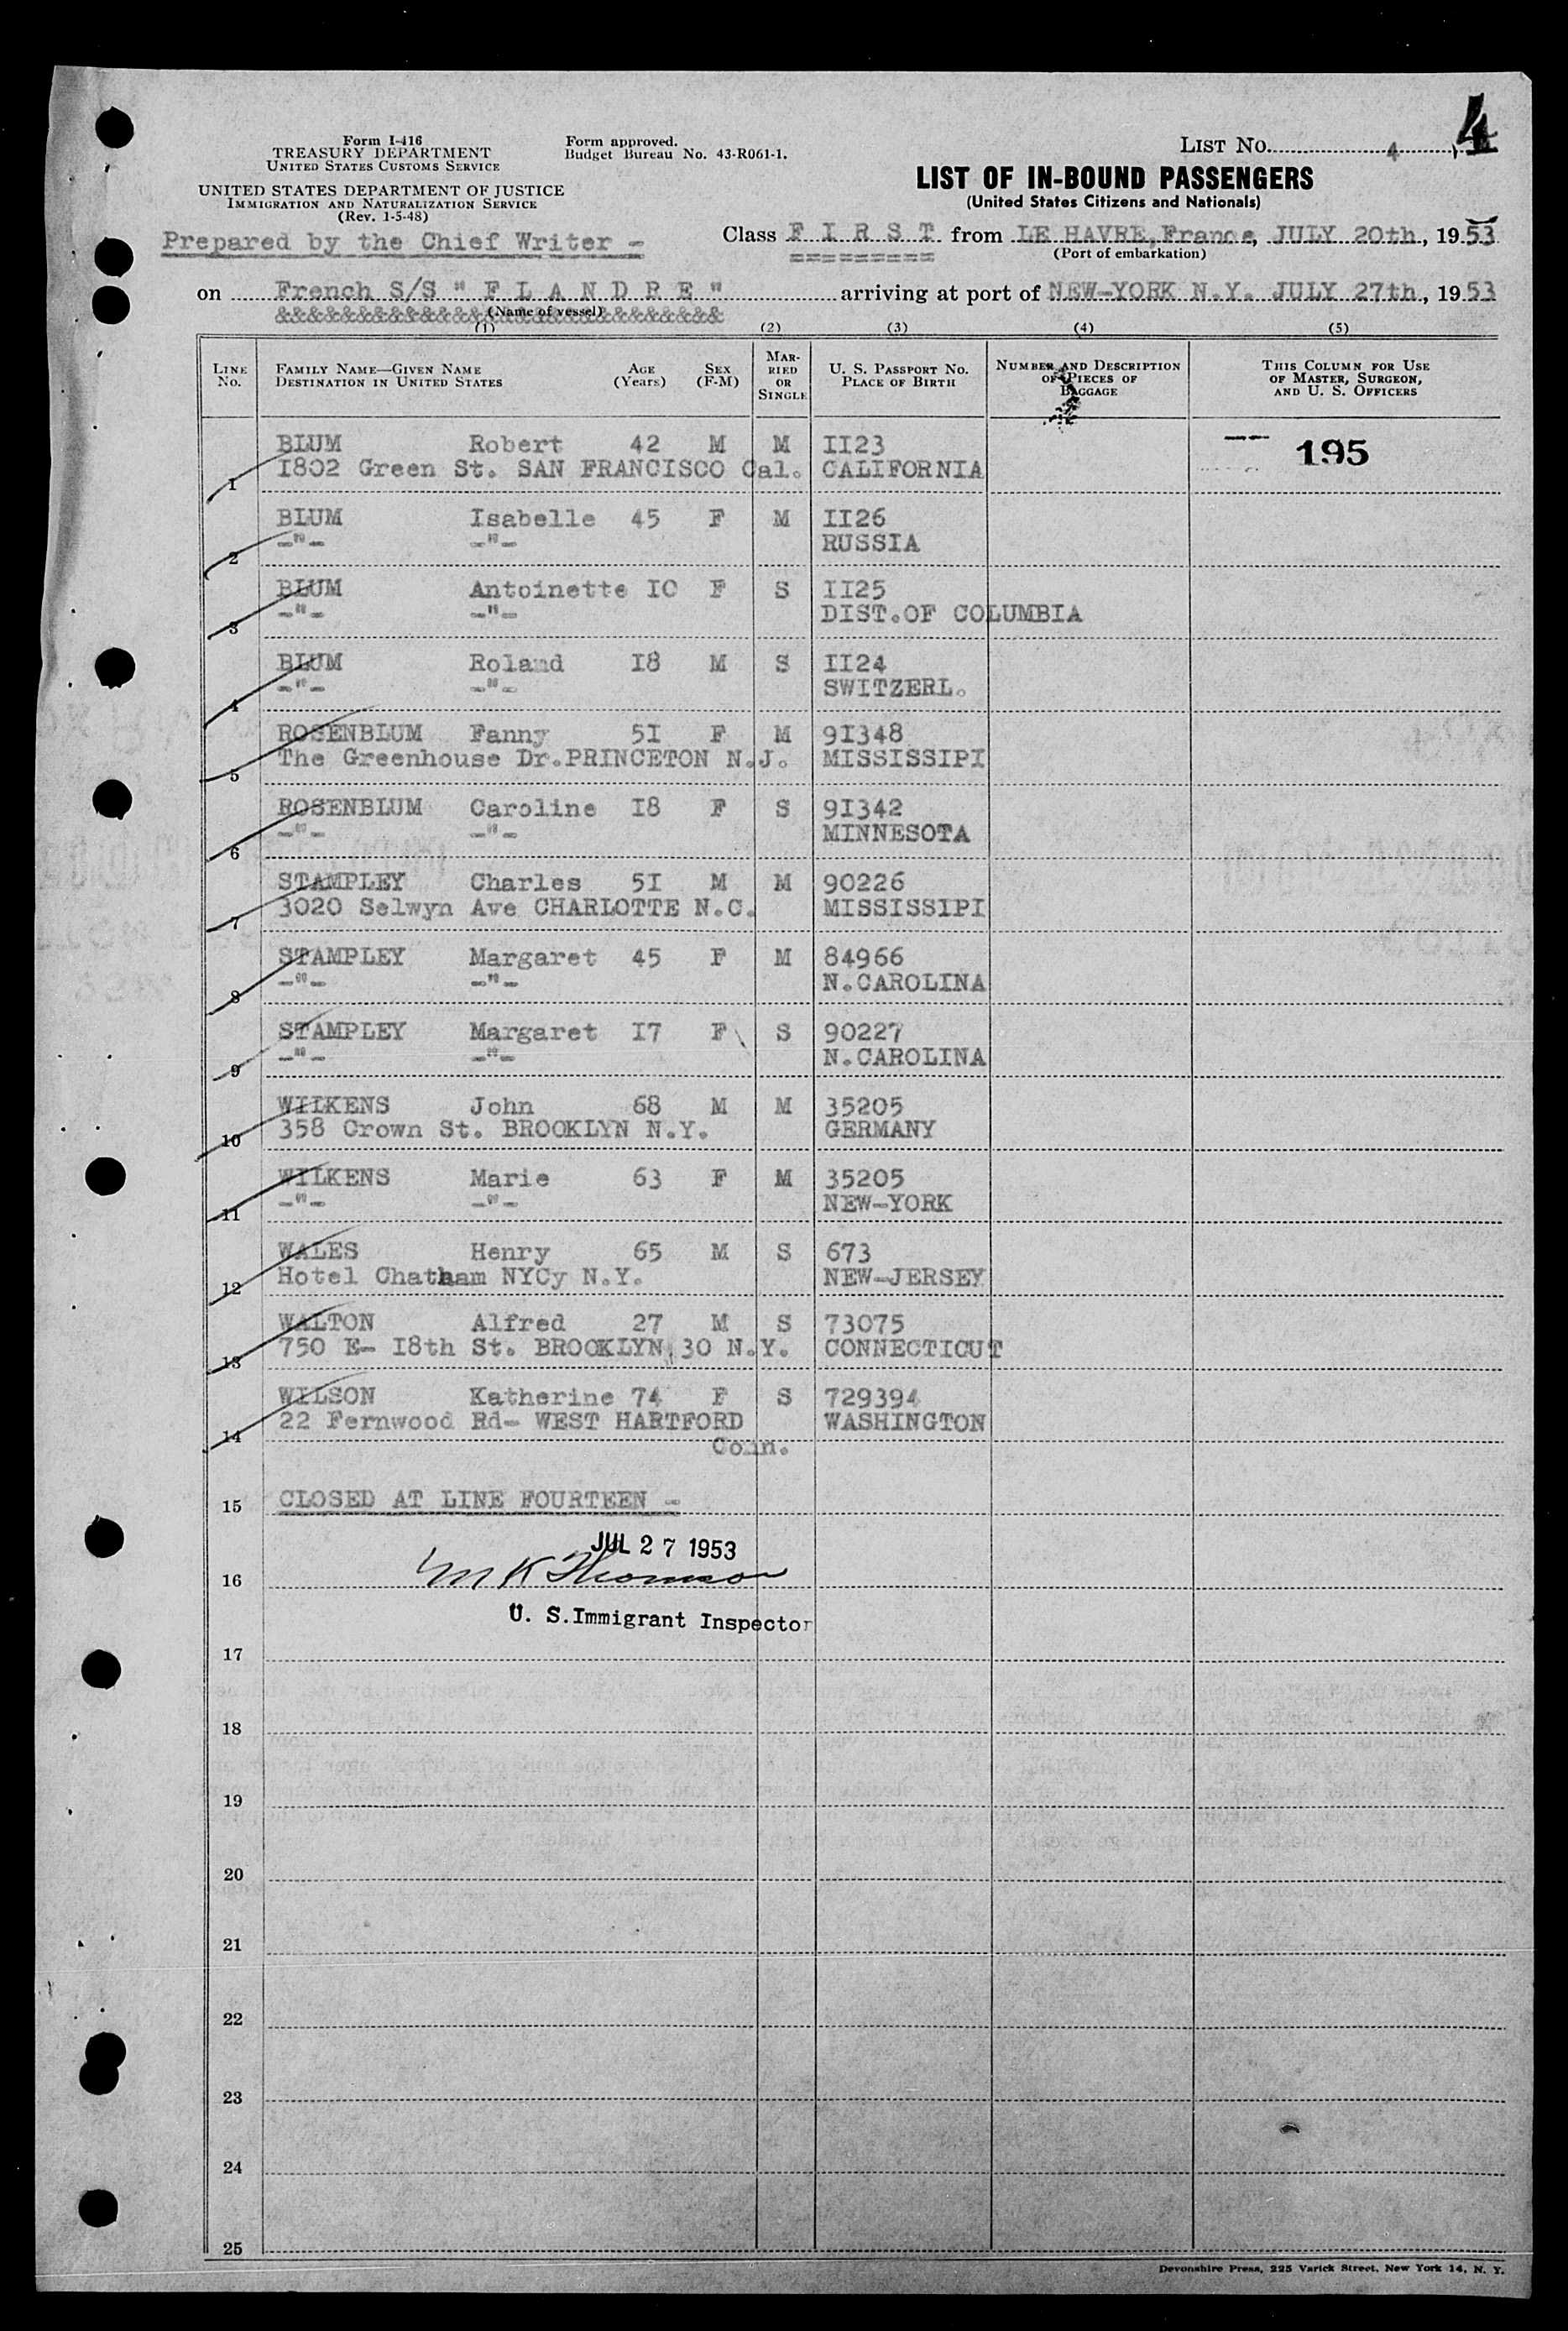 Form I-416
TREASURY DEPARTMENT
UNITED STATES CUSTOMS SERVICE
UNITED STATES DEPARTMENT OF JUSTICE
IMMIGRATION AND NATURALIZATION SERVICE
(Rev. 1-5-48)
Form approved.
Budget Bureau No. 43-R061-1.
LIST NO. 4 4
LIST OF IN-BOUND PASSENGERS
(United States Citizens and Nationals)
Prepared by the Chief Writer -
Class F I R S T from LE HAVRE, France, JULY 20th, 1953
(Port of embarkation)
on French S/S " F L A N D R E " arriving at port of NEW-YORK N.Y. JULY 27th, 1953
(Name of vessel)
(1) (2) (3) (4) (5)
LINE NO. FAMILY NAME—GIVEN NAME DESTINATION IN UNITED STATES AGE (Years) SEX (F-M) MARRIED OR SINGLE U. S. PASSPORT NO. PLACE OF BIRTH NUMBER AND DESCRIPTION OF PIECES OF BAGGAGE THIS COLUMN FOR USE OF MASTER, SURGEON, AND U. S. OFFICERS
BLUM Robert 42 M M II23 195
1 1802 Green St. SAN FRANCISCO Cal. CALIFORNIA
BLUM Isabelle 45 F M II26
2 -"- -"- RUSSIA
BLUM Antoinette IO F S II25
3 -"- -"- DIST.OF COLUMBIA
BLUM Roland I8 M S II24
4 -"- -"- SWITZERL.
ROSENBLUM Fanny 5I F M 9I348
5 The Greenhouse Dr.PRINCETON N.J. MISSISSIPI
ROSENBLUM Caroline I8 F S 9I342
6 -"- -"- MINNESOTA
STAMPLEY Charles 5I M M 90226
7 3020 Selwyn Ave CHARLOTTE N.C. MISSISSIPI
STAMPLEY Margaret 45 F M 84966
8 -"- -"- N.CAROLINA
STAMPLEY Margaret I7 F S 90227
9 -"- -"- N.CAROLINA
WILKENS John 68 M M 35205
10 358 Crown St. BROOKLYN N.Y. GERMANY
WILKENS Marie 63 F M 35205
11 -"- -"- NEW-YORK
WALES Henry 65 M S 673
12 Hotel Chatham NYCy N.Y. NEW-JERSEY
WALTON Alfred 27 M S 73075
13 750 E- I8th St. BROOKLYN 30 N.Y. CONNECTICUT
WILSON Katherine 74 F S 729394
14 22 Fernwood Rd- WEST HARTFORD WASHINGTON
Conn.
15 CLOSED AT LINE FOURTEEN -
JUL 27 1953
16 M K Thomson
U. S. Immigrant Inspector
17
18
19
20
21
22
23
24
25
Devonshire Press, 225 Varick Street, New York 14, N. Y.